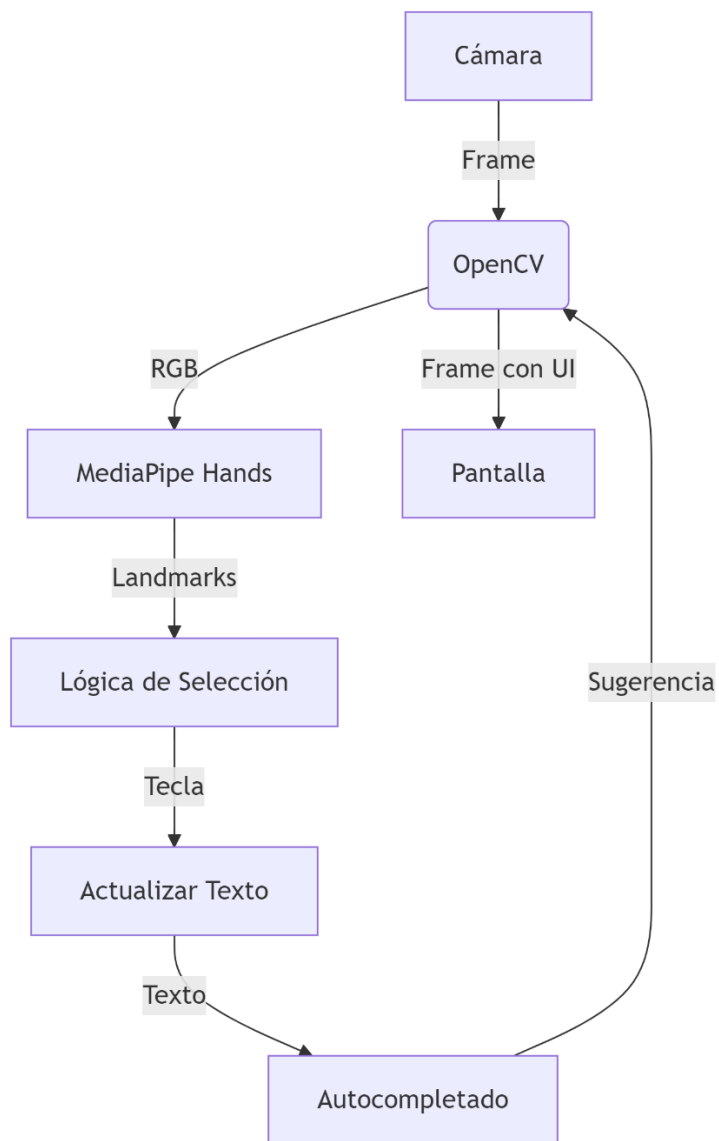 Cámara
Frame
OpenCV
RGB
Frame con UI
MediaPipe Hands
Pantalla
Landmarks
Lógica de Selección
Sugerencia
Tecla
Actualizar Texto
Texto
Autocompletado